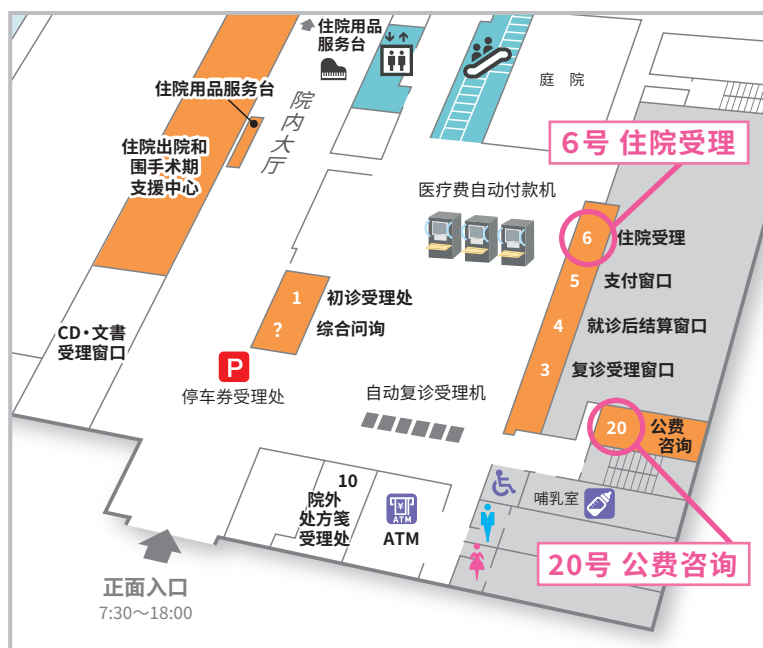 住院用品
服务台
住院用品服务台
院内大厅
庭 院
6号 住院受理
住院出院和
围手术期
支援中心
医疗费自动付款机
6 住院受理
5 支付窗口
4 就诊后结算窗口
3 复诊受理窗口
1 初诊受理处
? 综合问询
CD・文書
受理窗口
P
停车券受理处
自动复诊受理机
20 公费
咨询
10
院外
处方笺
受理处
¥
ATM
ATM
哺乳室
20号 公费咨询
正面入口
7:30～18:00